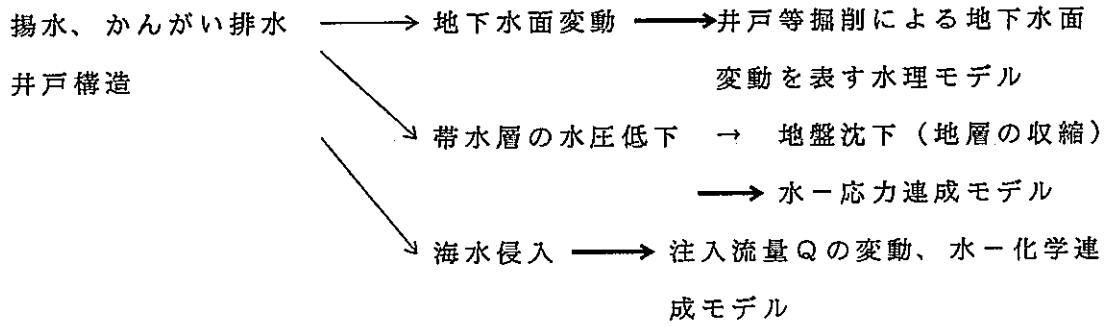 揚水、かんがい排水 → 地下水面変動 → 井戸等掘削による地下水面
井戸構造 変動を表す水理モデル
帯水層の水圧低下 → 地盤沈下（地層の収縮）
→ 水－応力連成モデル
海水侵入 → 注入流量Qの変動、水－化学連
成モデル